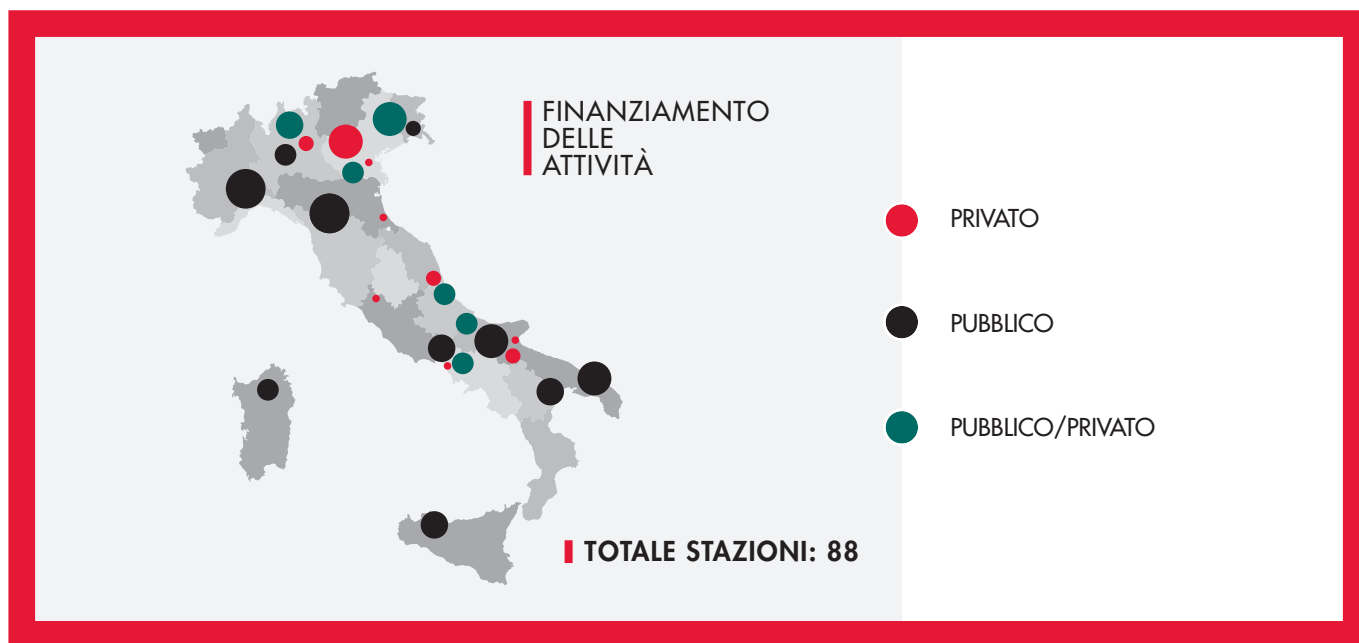 FINANZIAMENTO
DELLE
ATTIVITÀ
PRIVATO
PUBBLICO
PUBBLICO/PRIVATO
TOTALE STAZIONI: 88